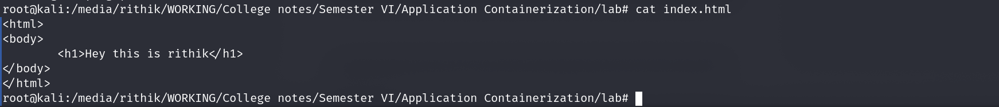 root@kali:/media/rithik/WORKING/College notes/Semester VI/Application Containerization/lab# cat index.html
<html>
<body>
        <h1>Hey this is rithik</h1>
</body>
</html>
root@kali:/media/rithik/WORKING/College notes/Semester VI/Application Containerization/lab#